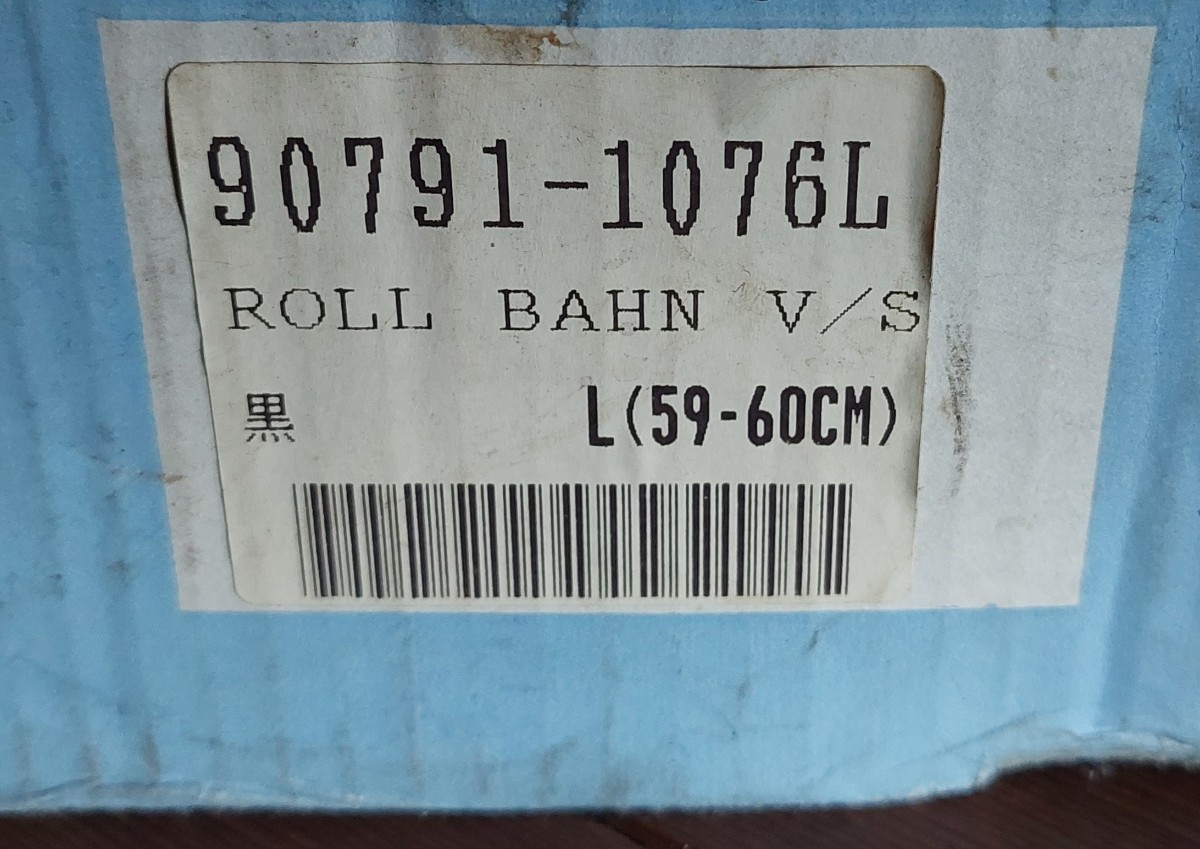 90791-1076L
ROLL BAHN V/S
黒 L(59-60CM)